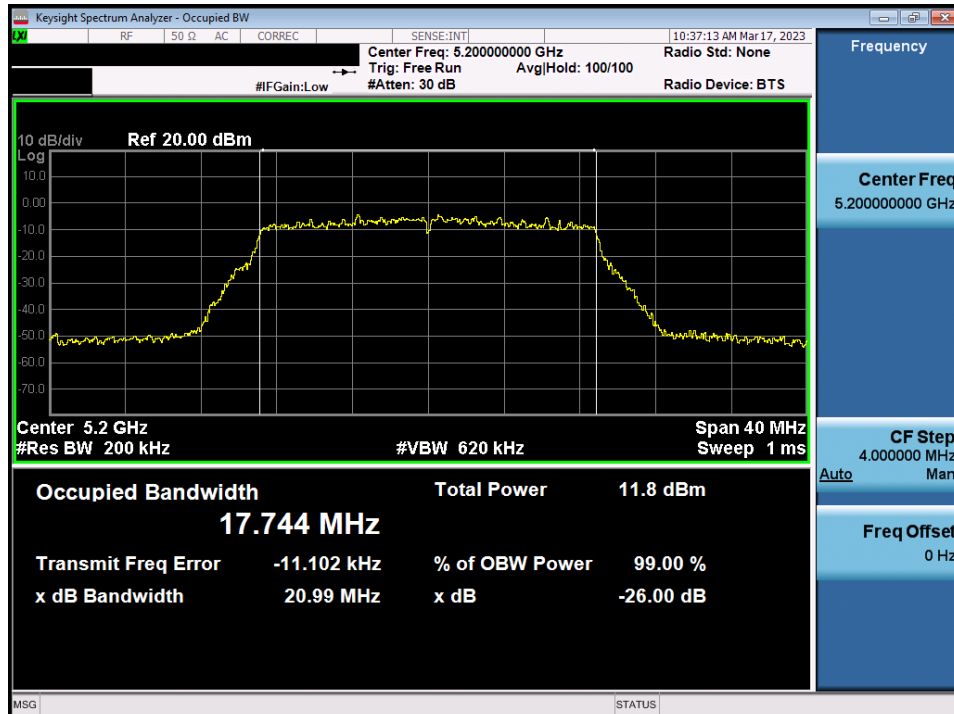 Keysight Spectrum Analyzer - Occupied BW
LXI RF 50 Ω AC CORREC SENSE:INT 10:37:13 AM Mar 17, 2023
Center Freq: 5.200000000 GHz Radio Std: None
Trig: Free Run Avg|Hold: 100/100
#IFGain:Low #Atten: 30 dB Radio Device: BTS
10 dB/div Ref 20.00 dBm
Log
10.0
0.00
-10.0
-20.0
-30.0
-40.0
-50.0
-60.0
-70.0
Center 5.2 GHz Span 40 MHz
#Res BW 200 kHz #VBW 620 kHz Sweep 1 ms
Occupied Bandwidth Total Power 11.8 dBm
17.744 MHz
Transmit Freq Error -11.102 kHz % of OBW Power 99.00 %
x dB Bandwidth 20.99 MHz x dB -26.00 dB
MSG STATUS
Frequency
Center Freq
5.200000000 GHz
CF Step
4.000000 MHz
Auto Man
Freq Offset
0 Hz